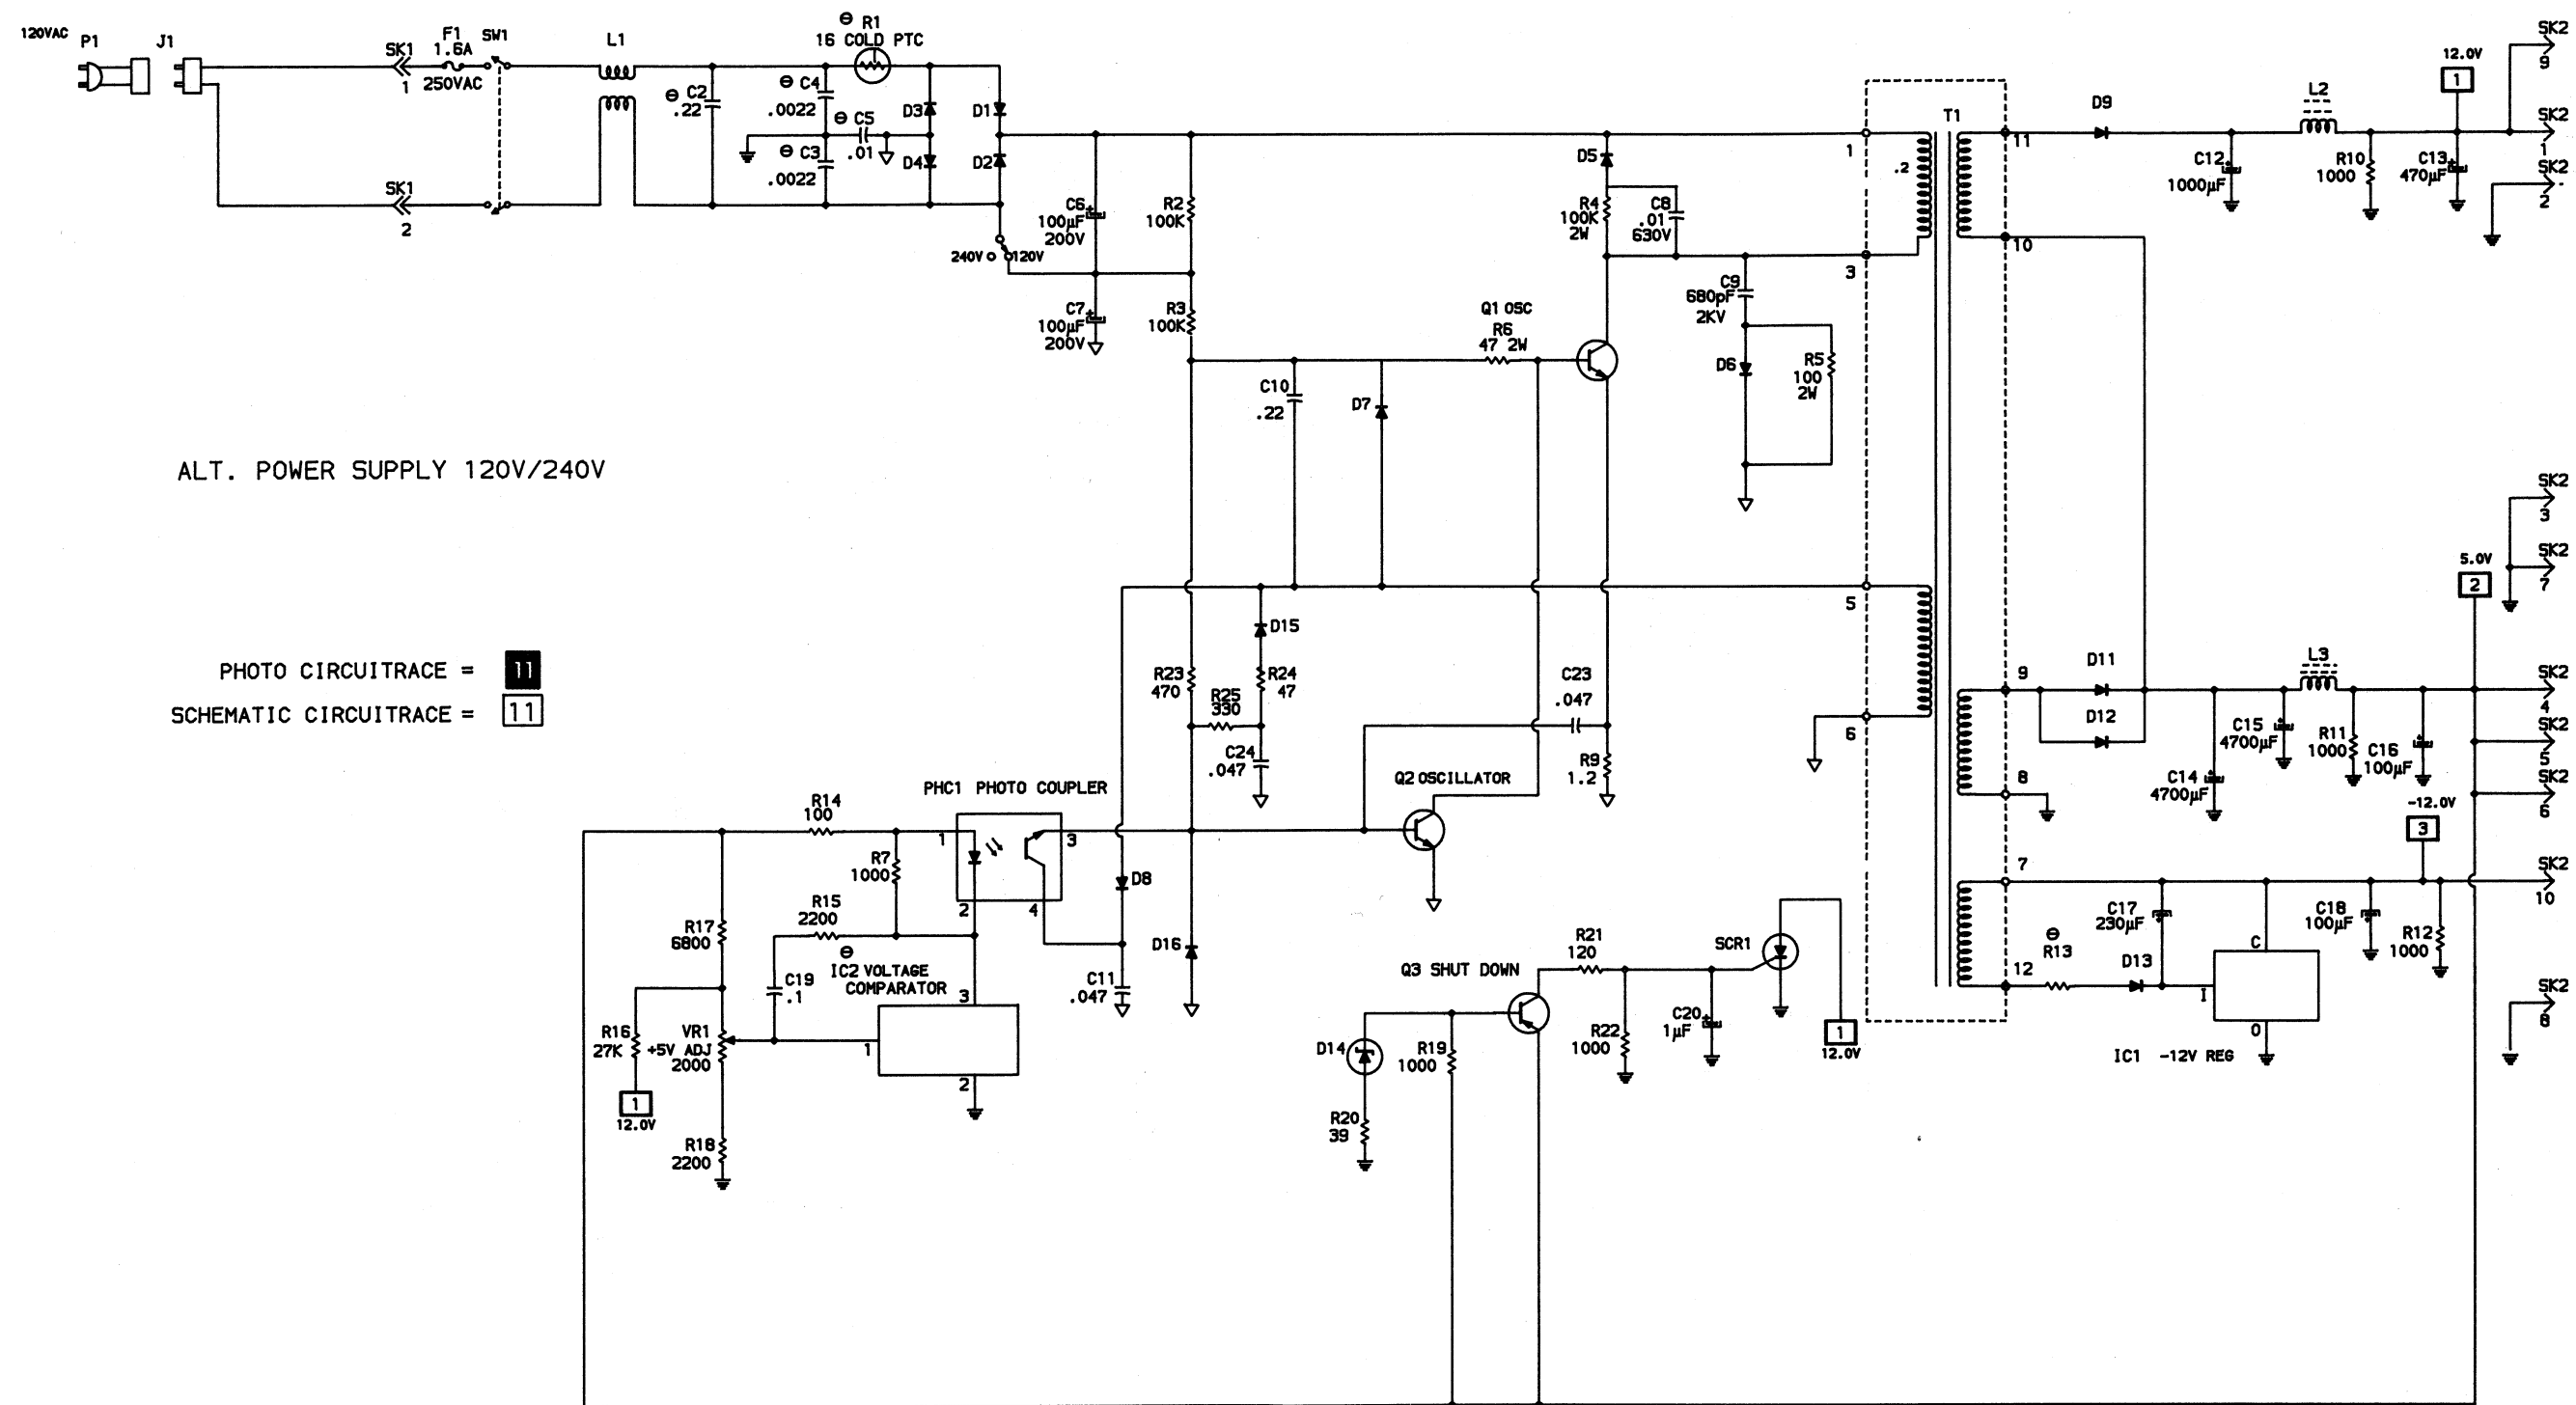 120VAC
P1
J1
SK1
1
F1
1.6A
250VAC
SW1
L1
⊖ R1
16 COLD PTC
⊖ C2
.22
⊖ C4
.0022
⊖ C5
.01
⊖ C3
.0022
D3
D1
D4
D2
SK1
2
240V
120V
C6
100µF
200V
R2
100K
C7
100µF
200V
R3
100K
D5
R4
100K
2W
C8
.01
630V
C9
680pF
2KV
D6
R5
100
2W
Q1 OSC
R6
47 2W
C10
.22
D7
T1
.2
1
3
5
6
11
10
9
8
7
12
D9
L2
C12
1000µF
R10
1000
C13
470µF
12.0V
1
SK2
9
SK2
1
SK2
2
SK2
3
SK2
7
5.0V
2
ALT. POWER SUPPLY 120V/240V
PHOTO CIRCUITRACE = 11
SCHEMATIC CIRCUITRACE = 11
D15
R23
470
R24
47
R25
330
C24
.047
C23
.047
R9
1.2
D11
D12
L3
C15
4700µF
C14
4700µF
R11
1000
C16
100µF
SK2
4
SK2
5
SK2
6
-12.0V
3
SK2
10
SK2
8
PHC1 PHOTO COUPLER
1
3
2
4
R14
100
R7
1000
R15
2200
D8
Q2 OSCILLATOR
R17
6800
⊖
IC2 VOLTAGE
COMPARATOR
C19
.1
3
1
2
C11
.047
D16
R16
27K
VR1
+5V ADJ
2000
1
12.0V
R18
2200
Q3 SHUT DOWN
R21
120
SCR1
D14
R19
1000
R20
39
R22
1000
C20
1µF
1
12.0V
C17
230µF
⊖
R13
D13
C
I
O
IC1 -12V REG
C18
100µF
R12
1000